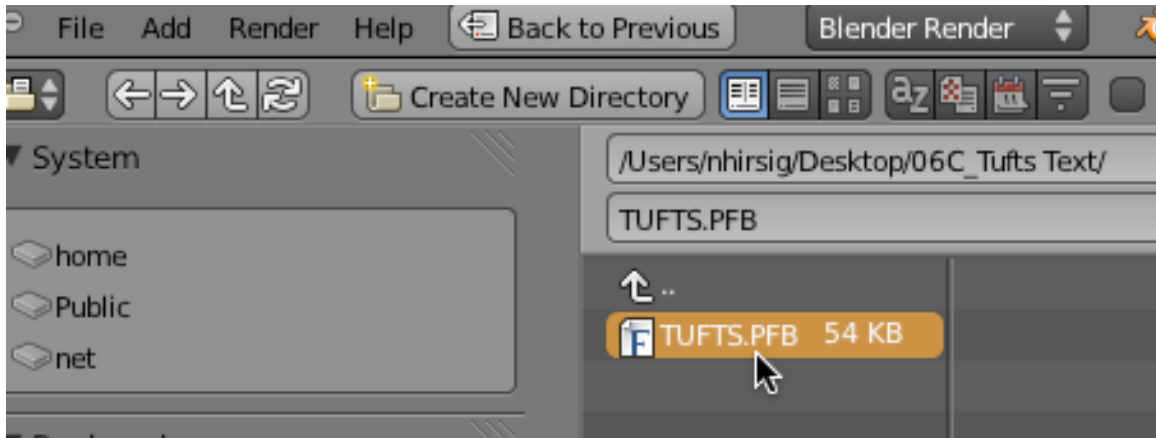 File Add Render Help Back to Previous Blender Render
Create New Directory
System
/Users/nhirsig/Desktop/06C_Tufts Text/
TUFTS.PFB
home
..
Public
TUFTS.PFB 54 KB
net